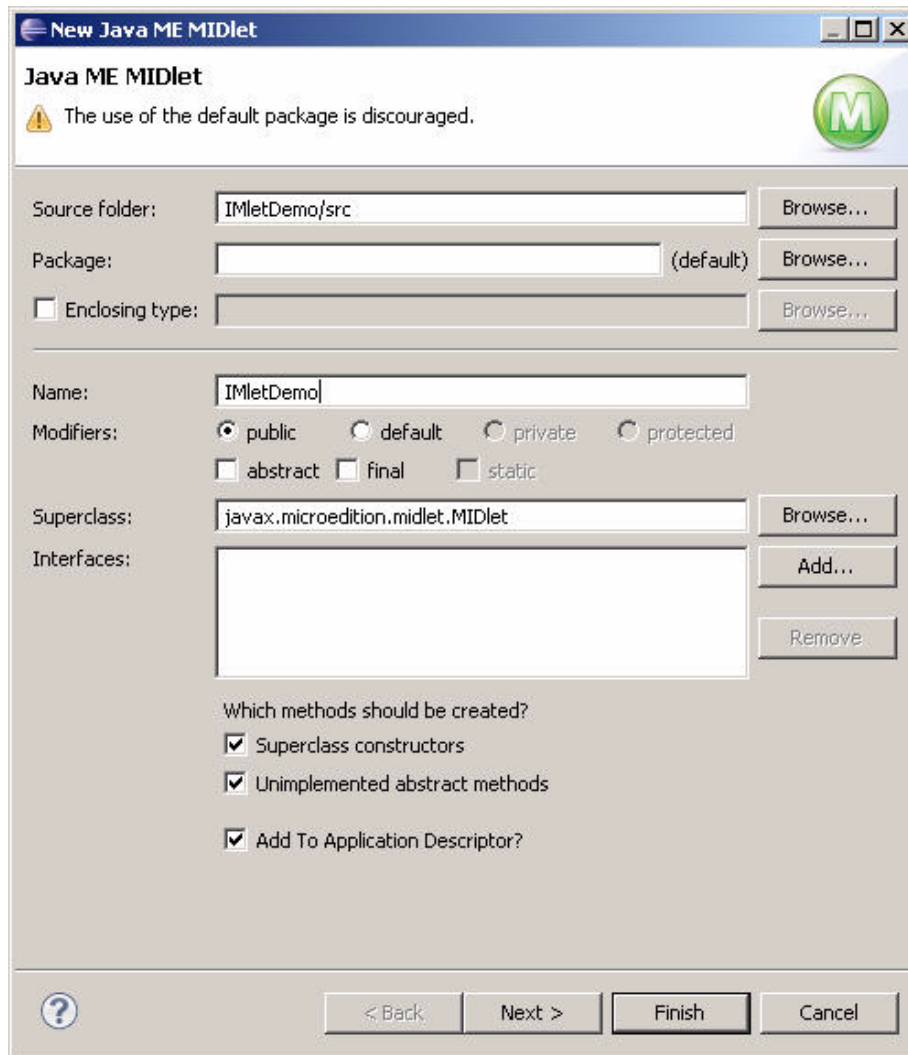 New Java ME MIDlet
Java ME MIDlet
The use of the default package is discouraged.
M
Source folder: IMletDemo/src Browse...
Package: (default) Browse...
Enclosing type: Browse...
Name: IMletDemo
Modifiers: public default private protected
abstract final static
Superclass: javax.microedition.midlet.MIDlet Browse...
Interfaces: Add...
Remove
Which methods should be created?
Superclass constructors
Unimplemented abstract methods
Add To Application Descriptor?
? < Back Next > Finish Cancel